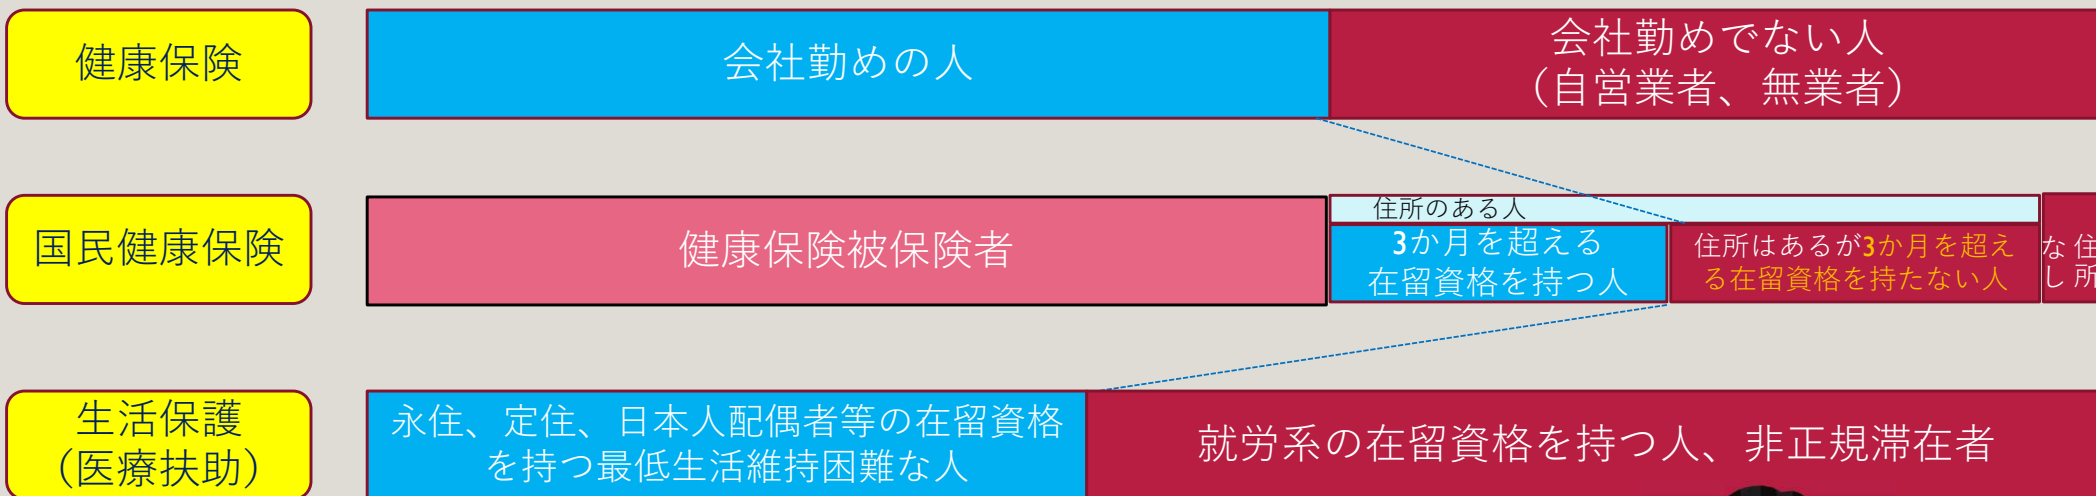 健康保険
会社勤めの人
会社勤めでない人
（自営業者、無業者）
国民健康保険
健康保険被保険者
住所のある人
3か月を超える
在留資格を持つ人
住所はあるが3か月を超え
る在留資格を持たない人
住所
なし
生活保護
（医療扶助）
永住、定住、日本人配偶者等の在留資格
を持つ最低生活維持困難な人
就労系の在留資格を持つ人、非正規滞在者